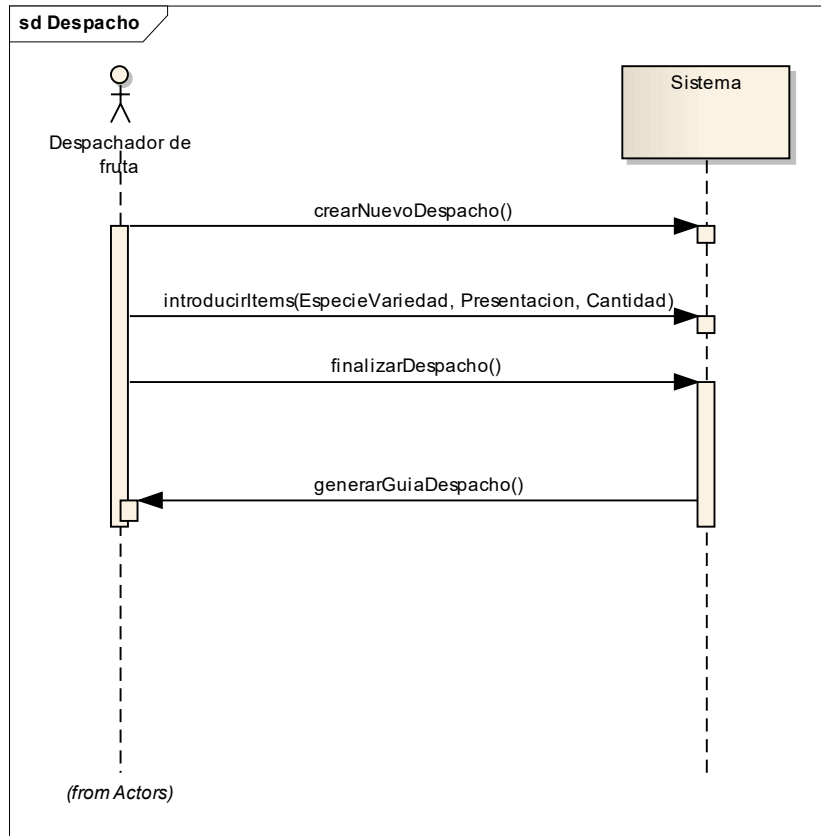 sd Despacho
Sistema
Despachador de
fruta
crearNuevoDespacho()
introducirItems(EspecieVariedad, Presentacion, Cantidad)
finalizarDespacho()
generarGuiaDespacho()
(from Actors)